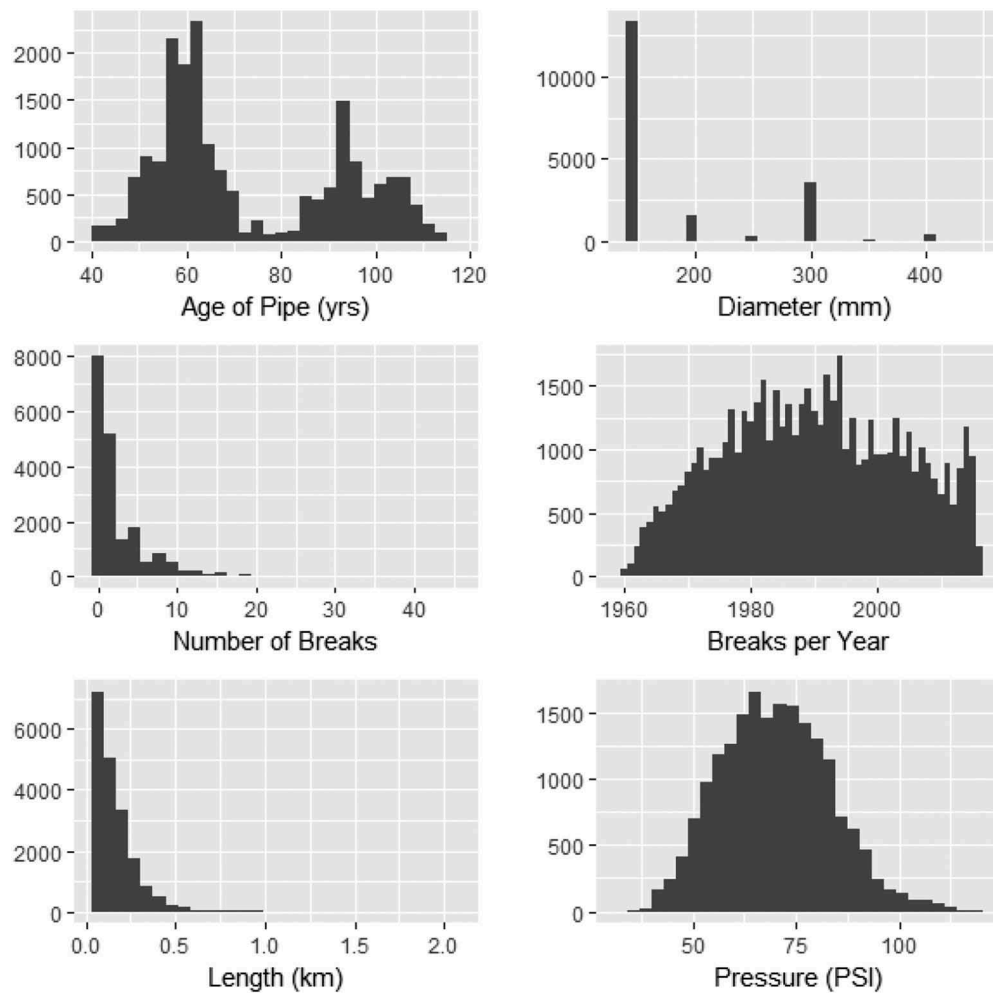 2000
1500
1000
500
0
40 60 80 100 120
Age of Pipe (yrs)
10000
5000
0
200 300 400
Diameter (mm)
8000
6000
4000
2000
0
0 10 20 30 40
Number of Breaks
1500
1000
500
0
1960 1980 2000
Breaks per Year
6000
4000
2000
0
0.0 0.5 1.0 1.5 2.0
Length (km)
1500
1000
500
0
50 75 100
Pressure (PSI)